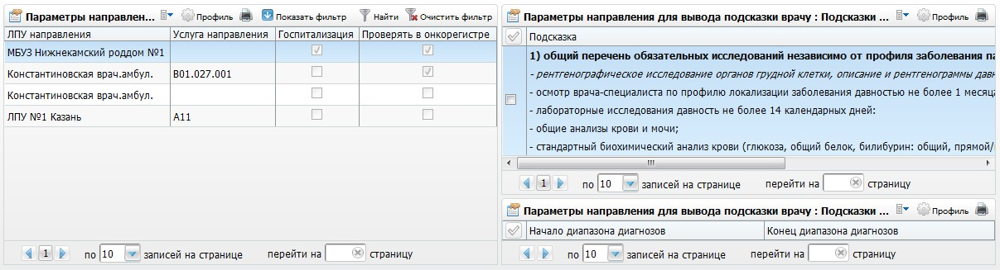 Параметры направлен... Профиль Показать фильтр Найти Очистить фильтр
ЛПУ направления Услуга направления Госпитализация Проверять в онкорегистре
МБУЗ Нижнекамский роддом №1
Константиновская врач.амбул. B01.027.001
Константиновская врач.амбул.
ЛПУ №1 Казань A11
1 по 10 записей на странице перейти на страницу
Параметры направления для вывода подсказки врачу : Подсказки ... Профиль
Подсказка
1) общий перечень обязательных исследований независимо от профиля заболевания па
- рентгенографическое исследование органов грудной клетки, описание и рентгенограммы давн
- осмотр врача-специалиста по профилю локализации заболевания давностью не более 1 месяца
- лабораторные исследования давность не более 14 календарных дней:
- общие анализы крови и мочи;
- стандартный биохимический анализ крови (глюкоза, общий белок, билибурин: общий, прямой/
1 по 10 записей на странице перейти на страницу
Параметры направления для вывода подсказки врачу : Подсказки ... Профиль
Начало диапазона диагнозов Конец диапазона диагнозов
по 10 записей на странице перейти на страницу